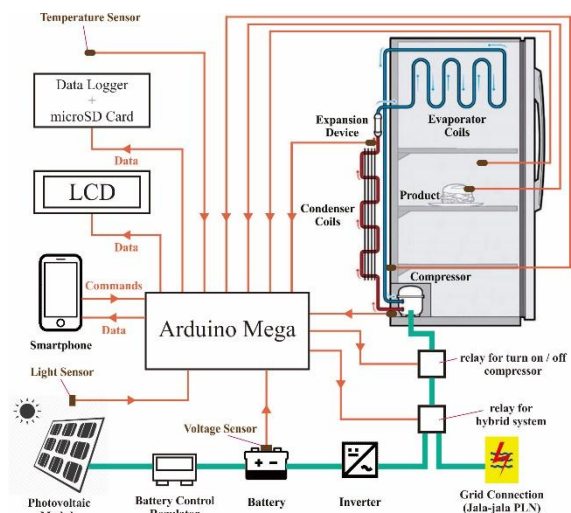 Temperature Sensor
Data Logger
+
microSD Card
Data
LCD
Data
Commands
Data
Smartphone
Light Sensor
Arduino Mega
Voltage Sensor
Expansion
Device
Evaporator
Coils
Condenser
Coils
Product
Compressor
relay for turn on / off
compressor
relay for
hybrid system
Photovoltaic
Battery Control
Battery
Inverter
Grid Connection
(Jala-jala PLN)